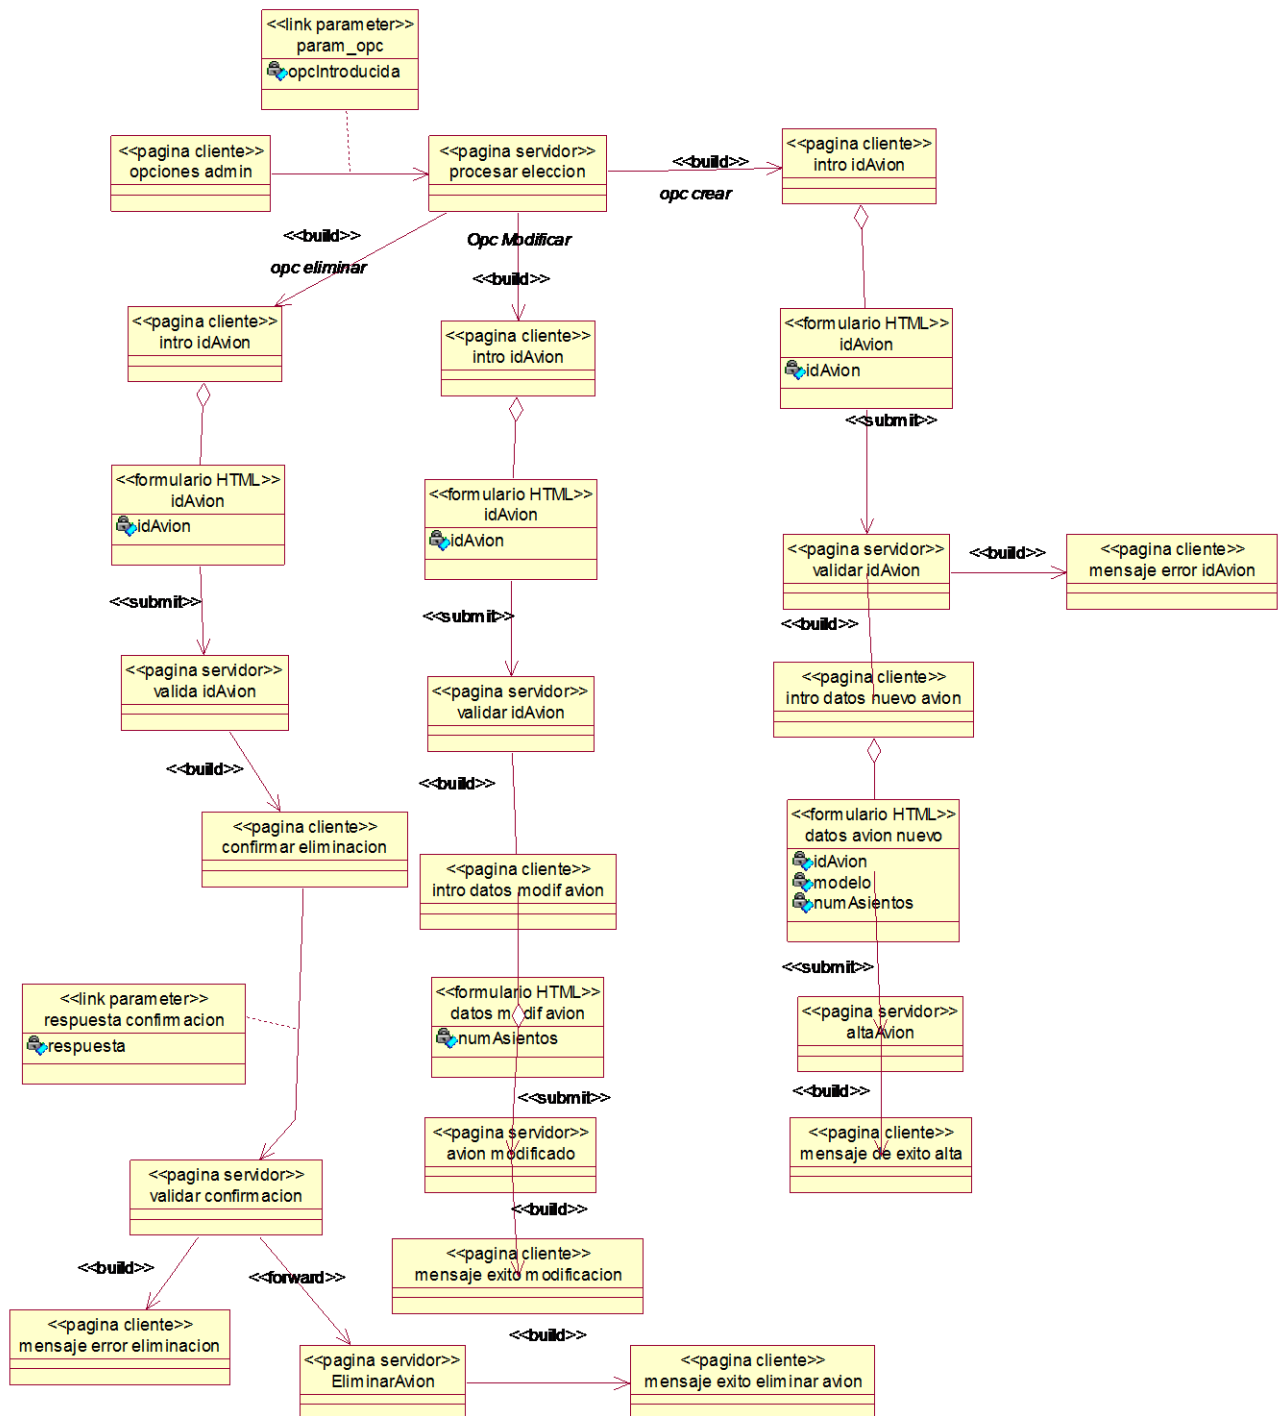 <<link parameter>>
param_opc
opcIntroducida
<<pagina cliente>>
opciones admin
<<pagina servidor>>
procesar eleccion
<<build>>
opc crear
<<pagina cliente>>
intro idAvion
<<build>>
opc eliminar
Opc Modificar
<<build>>
<<pagina cliente>>
intro idAvion
<<pagina cliente>>
intro idAvion
<<formulario HTML>>
idAvion
idAvion
<<submit>>
<<formulario HTML>>
idAvion
idAvion
<<submit>>
<<formulario HTML>>
idAvion
idAvion
<<submit>>
<<pagina servidor>>
validar idAvion
<<build>>
<<pagina cliente>>
mensaje error idAvion
<<build>>
<<pagina servidor>>
valida idAvion
<<pagina servidor>>
validar idAvion
<<pagina cliente>>
intro datos nuevo avion
<<build>>
<<build>>
<<pagina cliente>>
confirmar eliminacion
<<pagina cliente>>
intro datos modif avion
<<formulario HTML>>
datos avion nuevo
idAvion
modelo
numAsientos
<<submit>>
<<link parameter>>
respuesta confirmacion
respuesta
<<formulario HTML>>
datos modif avion
numAsientos
<<submit>>
<<pagina servidor>>
altaAvion
<<build>>
<<pagina servidor>>
avion modificado
<<pagina cliente>>
mensaje de exito alta
<<pagina servidor>>
validar confirmacion
<<build>>
<<build>>
<<forward>>
<<pagina cliente>>
mensaje exito modificacion
<<pagina cliente>>
mensaje error eliminacion
<<build>>
<<pagina servidor>>
EliminarAvion
<<pagina cliente>>
mensaje exito eliminar avion